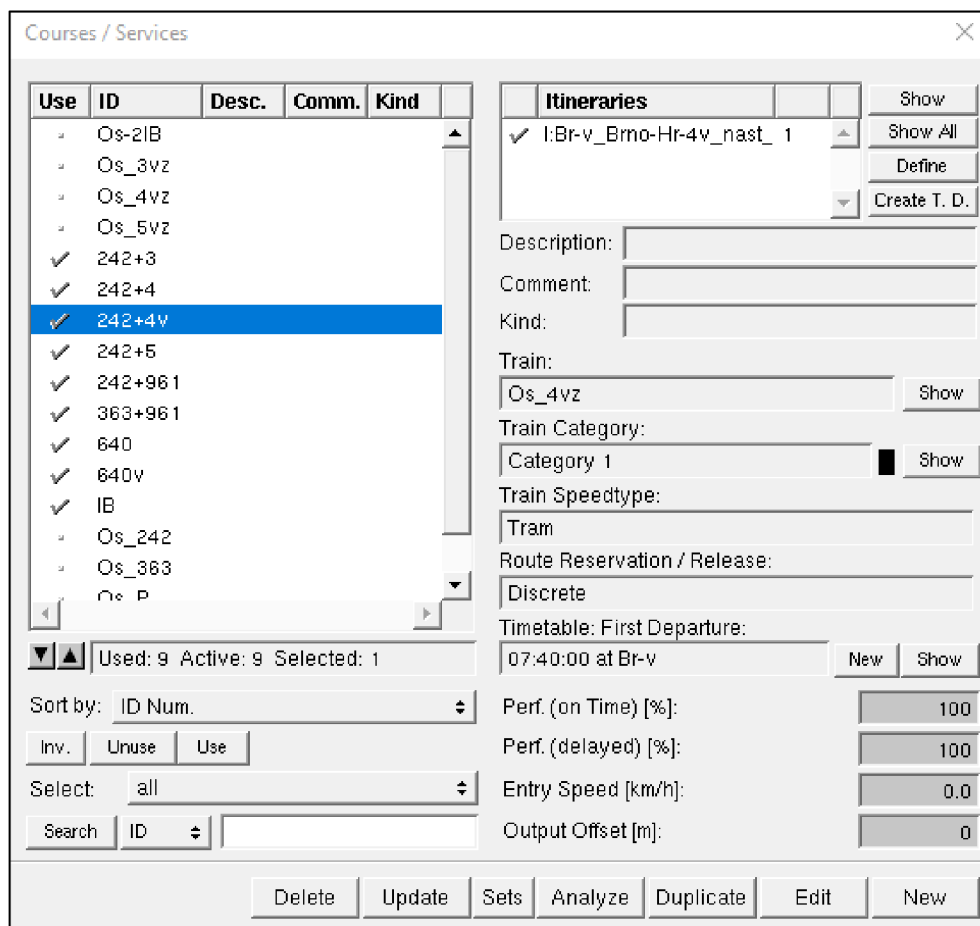 Courses / Services
Use ID Desc. Comm. Kind
Os-2IB
Os_3vz
Os_4vz
Os_5vz
242+3
242+4
242+4v
242+5
242+961
363+961
640
640v
IB
Os_242
Os_363
Os_P
Used: 9 Active: 9 Selected: 1
Sort by: ID Num.
Inv. Unuse Use
Select: all
Search ID
Itineraries
I:Br-v_Brno-Hr-4v_nast_ 1
Show
Show All
Define
Create T. D.
Description:
Comment:
Kind:
Train:
Os_4vz Show
Train Category:
Category 1 Show
Train Speedtype:
Tram
Route Reservation / Release:
Discrete
Timetable: First Departure:
07:40:00 at Br-v New Show
Perf. (on Time) [%]: 100
Perf. (delayed) [%]: 100
Entry Speed [km/h]: 0.0
Output Offset [m]: 0
Delete Update Sets Analyze Duplicate Edit New